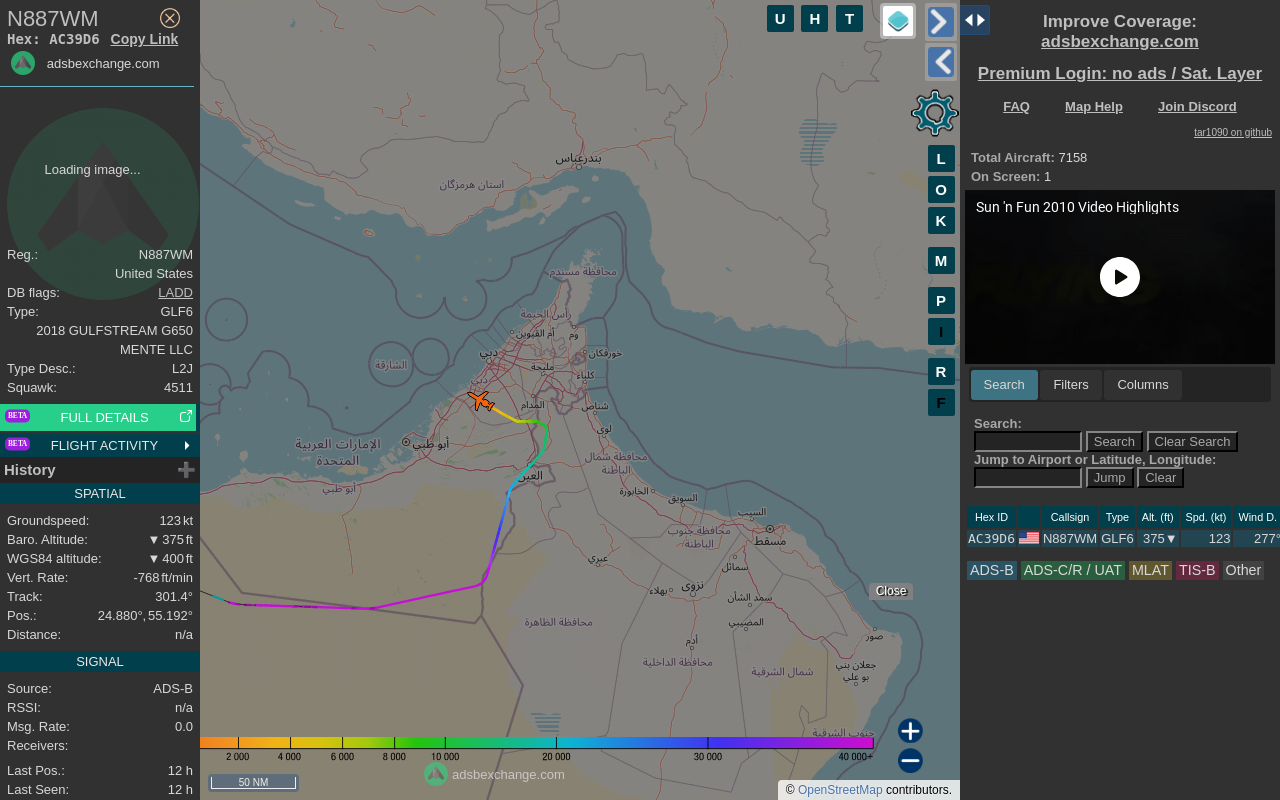 N887WM
Hex: AC39D6 Copy Link
adsbexchange.com
Loading image...
Reg.: N887WM
United States
DB flags: LADD
Type: GLF6
2018 GULFSTREAM G650
MENTE LLC
Type Desc.: L2J
Squawk: 4511
BETA FULL DETAILS
BETA FLIGHT ACTIVITY
History
SPATIAL
Groundspeed: 123 kt
Baro. Altitude: ▼ 375 ft
WGS84 altitude: ▼ 400 ft
Vert. Rate: -768 ft/min
Track: 301.4°
Pos.: 24.880°, 55.192°
Distance: n/a
SIGNAL
Source: ADS-B
RSSI: n/a
Msg. Rate: 0.0
Receivers:
Last Pos.: 12 h
Last Seen: 12 h
U H T
L
O
K
M
P
I
R
F
بندرعباس
استان هرمزگان
محافظة مسندم
رأس الخيمة
أم القيوين
دبي
الشارقة
دبي
مليحة
خورفكان
كلباء
المدام
شناص
لوى
الإمارات العربية
المتحدة
أبو ظبي
أبو ظبي
العين
محافظة شمال
الباطنة
الخابورة
السويق
السيب
مسقط
محافظة جنوب
الباطنة
عبري
سمائل
نزوى
بهلاء
سمد الشأن
المضيبي
محافظة الظاهرة
أدم
محافظة الداخلية
صور
جعلان بني
بو علي
شمال الشرقية
جنوب الشرقية
Close
2 000 4 000 6 000 8 000 10 000 20 000 30 000 40 000+
adsbexchange.com
50 NM
© OpenStreetMap contributors.
Improve Coverage:
adsbexchange.com
Premium Login: no ads / Sat. Layer
FAQ Map Help Join Discord
tar1090 on github
Total Aircraft: 7158
On Screen: 1
Sun 'n Fun 2010 Video Highlights
Search Filters Columns
Search:
Search Clear Search
Jump to Airport or Latitude, Longitude:
Jump Clear
Hex ID Callsign Type Alt. (ft) Spd. (kt) Wind D.
AC39D6 N887WM GLF6 375▼ 123 277°
ADS-B ADS-C/R / UAT MLAT TIS-B Other